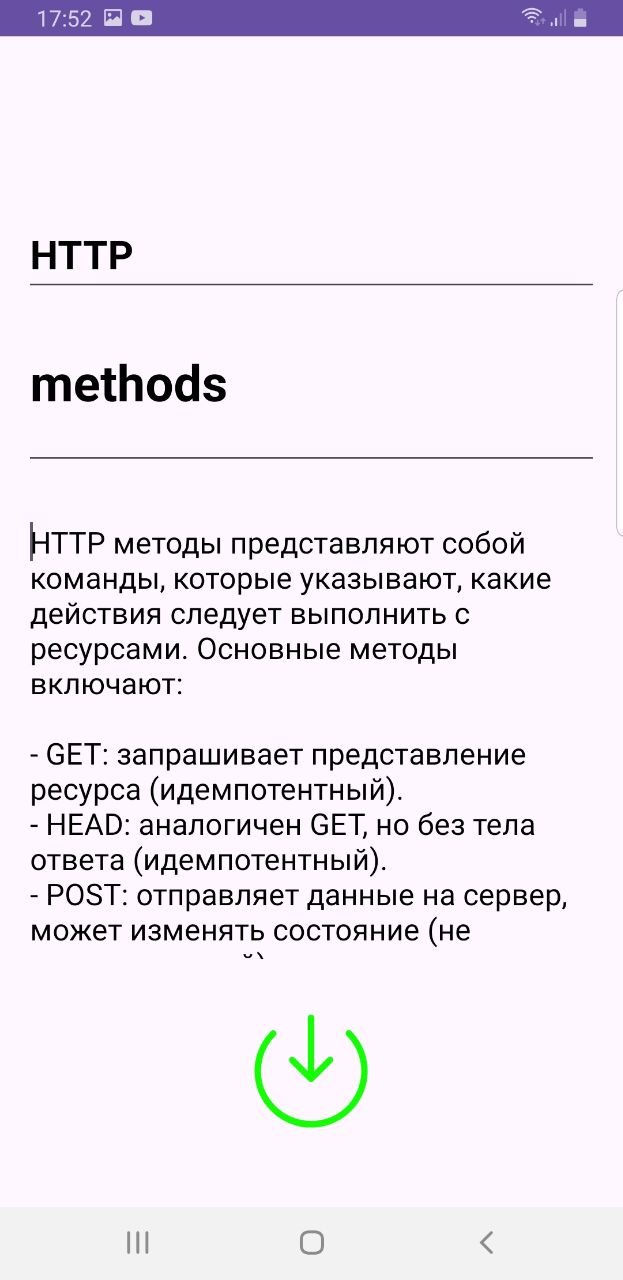 17:52
HTTP
methods
HTTP методы представляют собой
команды, которые указывают, какие
действия следует выполнить с
ресурсами. Основные методы
включают:
- GET: запрашивает представление
ресурса (идемпотентный).
- HEAD: аналогичен GET, но без тела
ответа (идемпотентный).
- POST: отправляет данные на сервер,
может изменять состояние (не